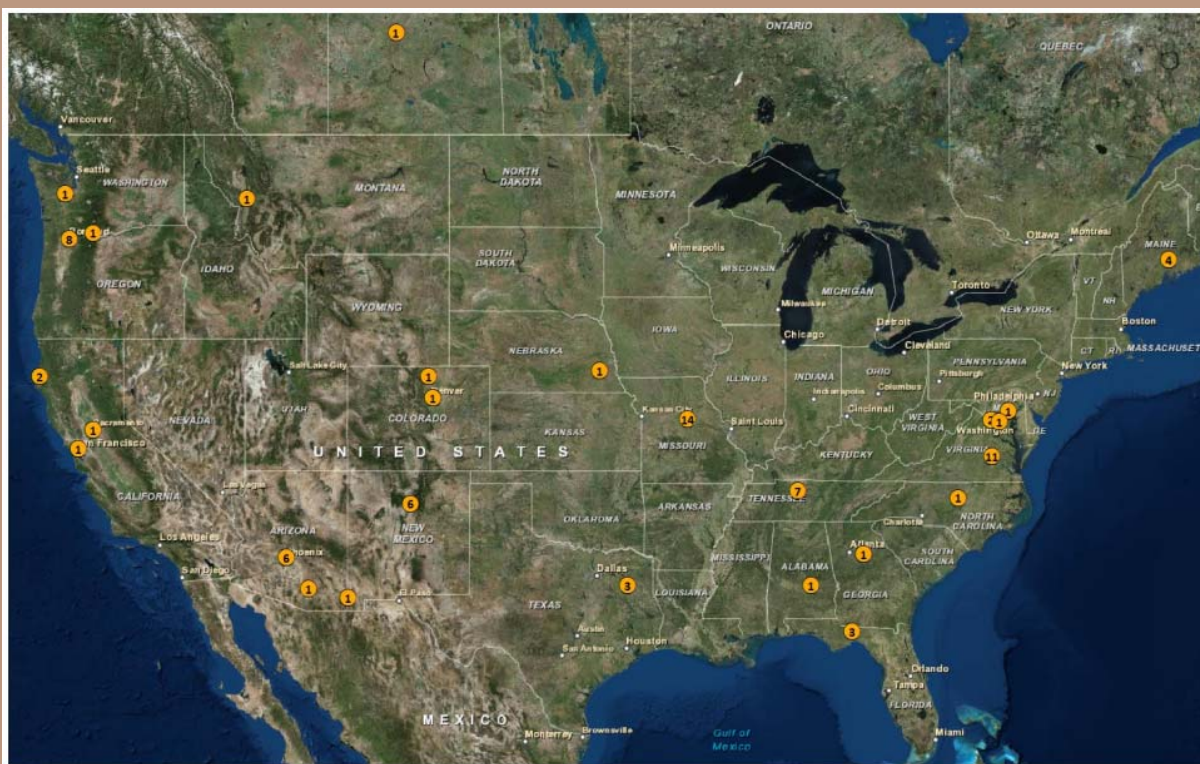 1
ONTARIO
QUEBEC
Vancouver
Seattle
WASHINGTON
1
1
MONTANA
NORTH
DAKOTA
MINNESOTA
8
1
OREGON
IDAHO
SOUTH
DAKOTA
Minneapolis
WISCONSIN
MICHIGAN
Ottawa
Montréal
MAINE
4
VT
NH
Toronto
NEW YORK
Boston
MASSACHUSET
CT
RI
WYOMING
Milwaukee
Chicago
Detroit
Cleveland
IOWA
NEBRASKA
1
Salt Lake City
2
NEVADA
UTAH
1
1
COLORADO
ILLINOIS
INDIANA
OHIO
PENNSYLVANIA
New York
Pittsburgh
Philadelphia
NJ
Indianapolis
Columbus
Cincinnati
WEST
VIRGINIA
1
1
Washington
DE
VIRGINIA
11
Kansas City
14
Saint Louis
MISSOURI
KANSAS
KENTUCKY
UNITED STATES
1
1
CALIFORNIA
Las Vegas
Los Angeles
San Diego
ARIZONA
6
1
1
6
NEW
MEXICO
El Paso
OKLAHOMA
ARKANSAS
TENNESSEE
7
1
NORTH
CAROLINA
Charlotte
SOUTH
CAROLINA
Atlanta
1
MISSISSIPPI
ALABAMA
1
GEORGIA
Dallas
3
LOUISIANA
TEXAS
Austin
San Antonio
Houston
3
Orlando
Tampa
FLORIDA
Miami
MEXICO
Monterrey
Brownsville
Gulf of
Mexico